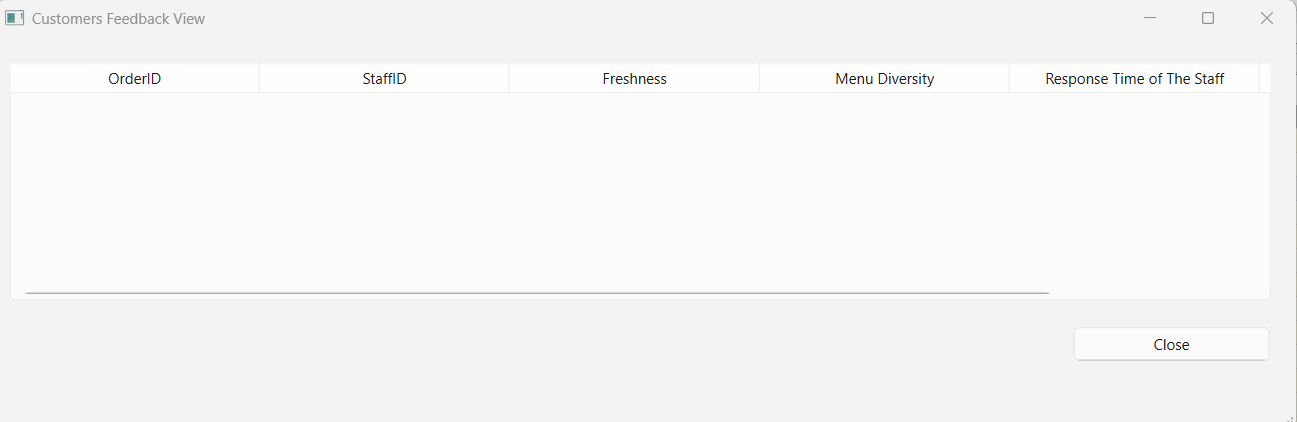 Customers Feedback View
OrderID StaffID Freshness Menu Diversity Response Time of The Staff
Close